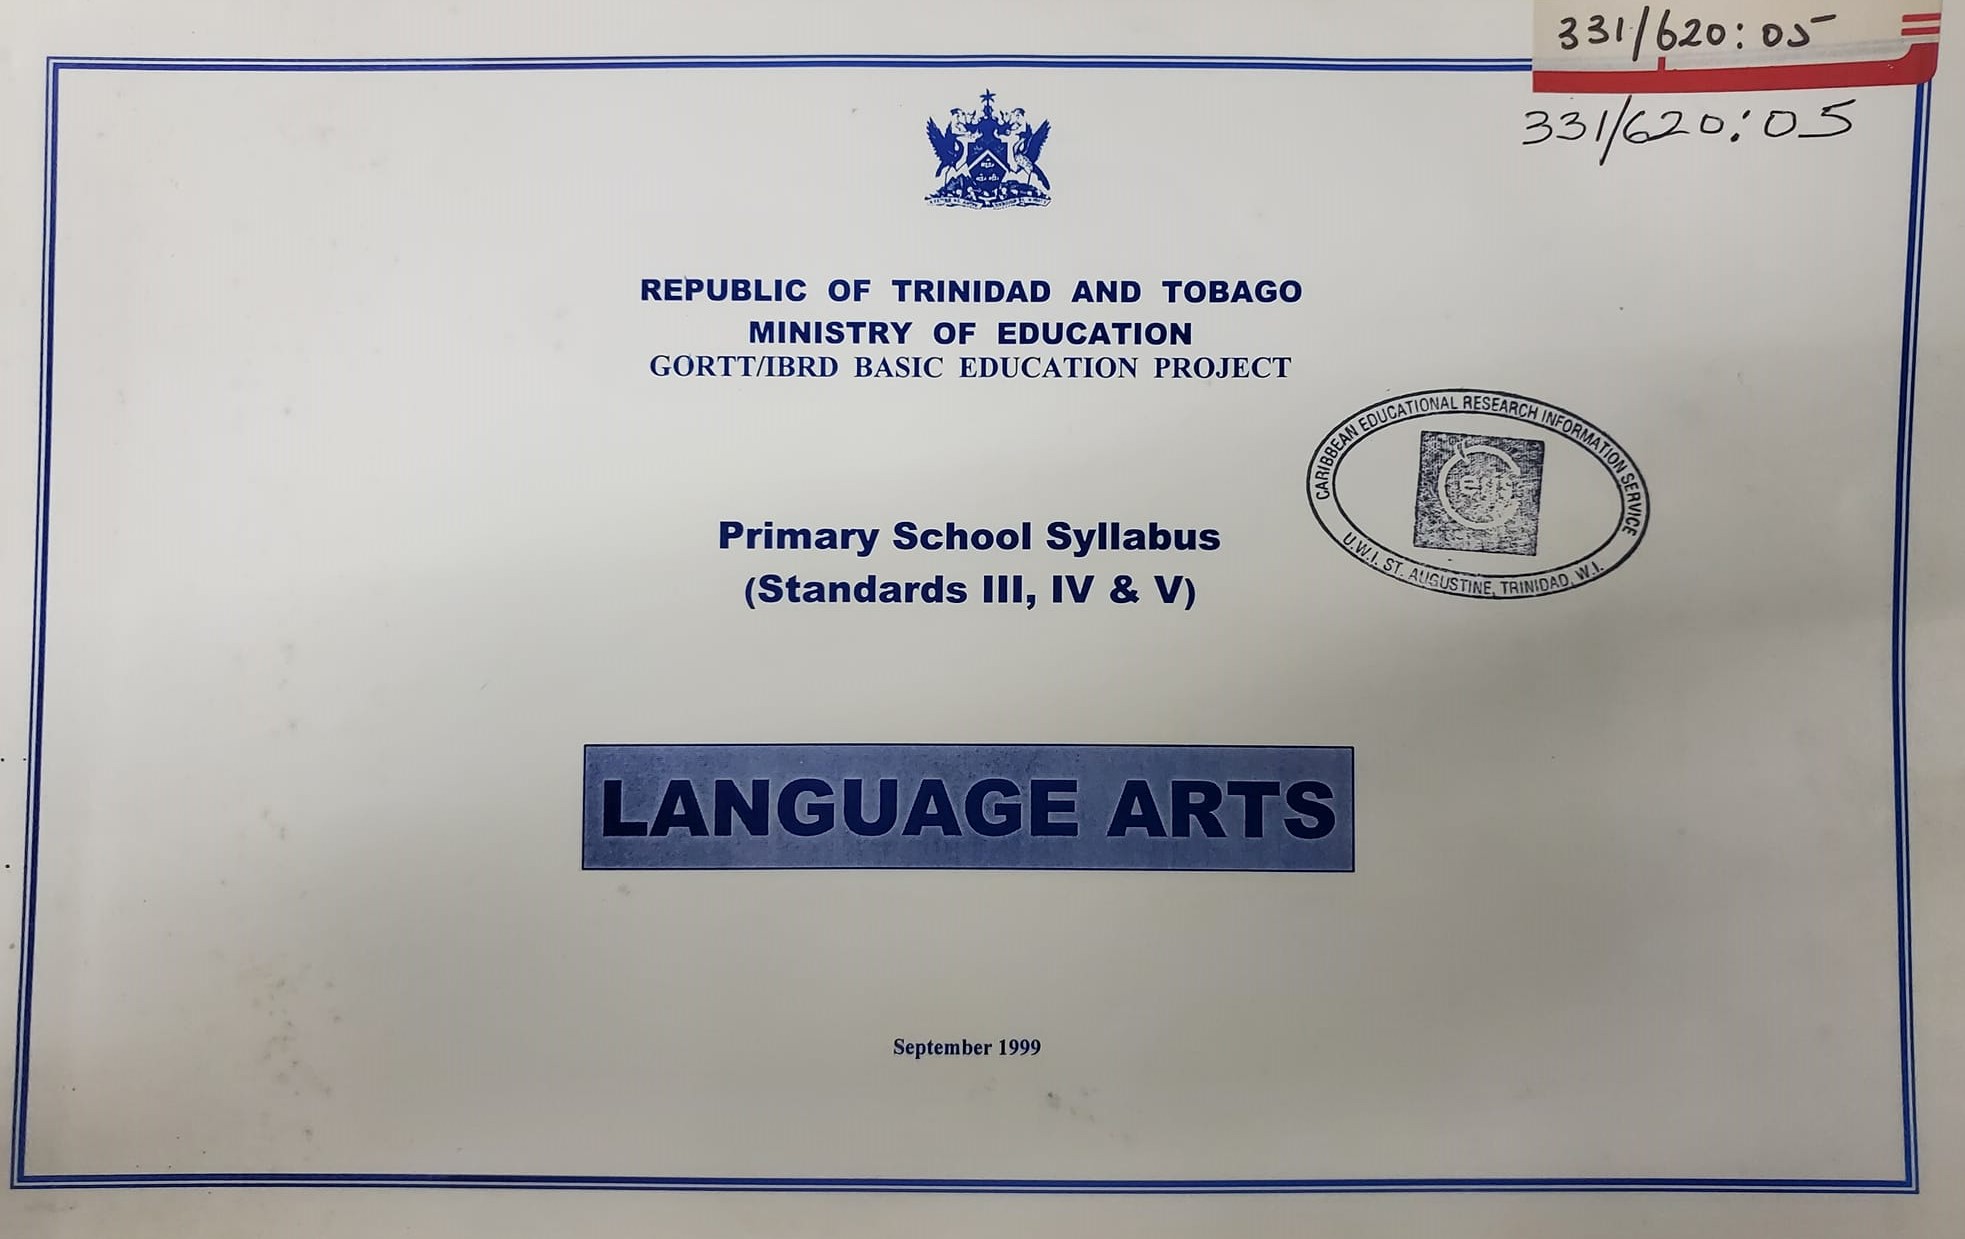 331/620:05
331/620:05
REPUBLIC OF TRINIDAD AND TOBAGO
MINISTRY OF EDUCATION
GORTT/IBRD BASIC EDUCATION PROJECT
CARIBBEAN EDUCATIONAL RESEARCH INFORMATION SERVICE
U.W.I. ST. AUGUSTINE, TRINIDAD, W.I.
Primary School Syllabus
(Standards III, IV & V)
LANGUAGE ARTS
September 1999